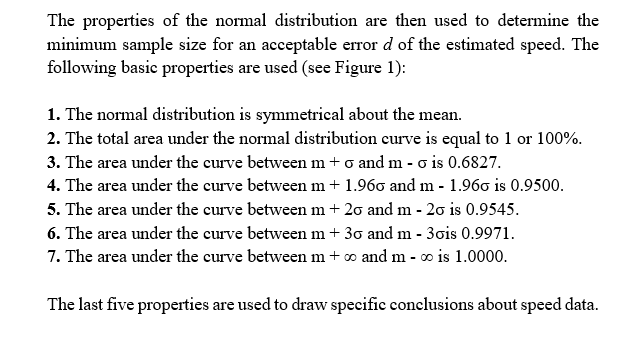 The properties of the normal distribution are then used to determine the
minimum sample size for an acceptable error d of the estimated speed. The
following basic properties are used (see Figure 1):
1. The normal distribution is symmetrical about the mean.
2. The total area under the normal distribution curve is equal to 1 or 100%.
3. The area under the curve between m + σ and m - σ is 0.6827.
4. The area under the curve between m + 1.96σ and m - 1.96σ is 0.9500.
5. The area under the curve between m + 2σ and m - 2σ is 0.9545.
6. The area under the curve between m + 3σ and m - 3σis 0.9971.
7. The area under the curve between m + ∞ and m - ∞ is 1.0000.
The last five properties are used to draw specific conclusions about speed data.